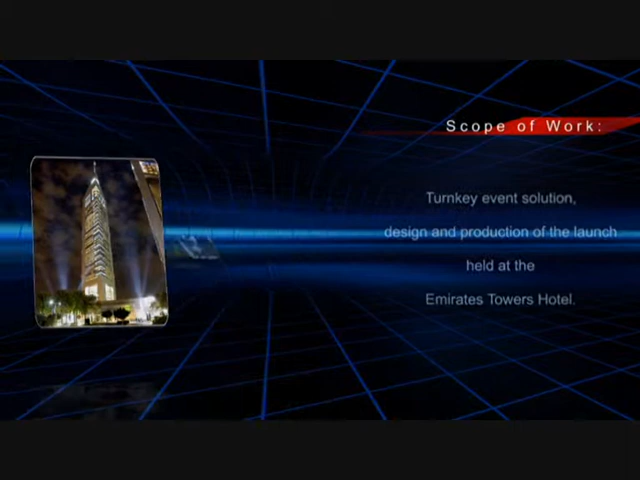 Scope of Work:
Turnkey event solution,
design and production of the launch
held at the
Emirates Towers Hotel.